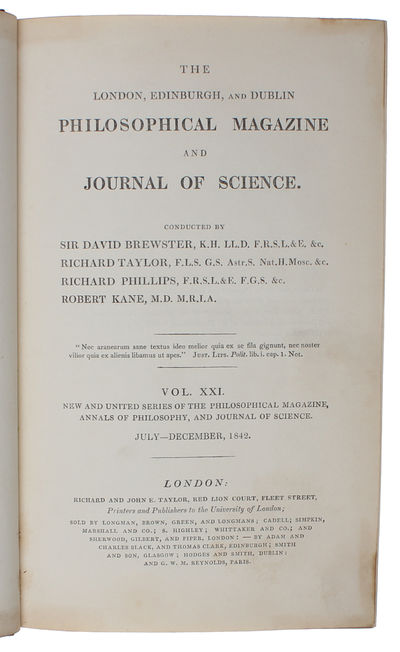 THE
LONDON, EDINBURGH, AND DUBLIN
PHILOSOPHICAL MAGAZINE
AND
JOURNAL OF SCIENCE.
CONDUCTED BY
SIR DAVID BREWSTER, K.H. LL.D. F.R.S.L.&E. &c.
RICHARD TAYLOR, F.L.S. G.S. Astr.S. Nat.H.Mosc. &c.
RICHARD PHILLIPS, F.R.S.L.&E. F.G.S. &c.
ROBERT KANE, M.D. M.R.I.A.
"Nec aranearum sane textus ideo melior quia ex se fila gignunt, nec noster
vilior quia ex alienis libamus ut apes." JUST. LIPS. Polit. lib. i. cap. 1. Not.
VOL. XXI.
NEW AND UNITED SERIES OF THE PHILOSOPHICAL MAGAZINE,
ANNALS OF PHILOSOPHY, AND JOURNAL OF SCIENCE.
JULY—DECEMBER, 1842.
LONDON:
RICHARD AND JOHN E. TAYLOR, RED LION COURT, FLEET STREET,
Printers and Publishers to the University of London;
SOLD BY LONGMAN, BROWN, GREEN, AND LONGMANS; CADELL; SIMPKIN,
MARSHALL AND CO.; S. HIGHLEY; WHITTAKER AND CO.; AND
SHERWOOD, GILBERT, AND PIPER, LONDON: — BY ADAM AND
CHARLES BLACK, AND THOMAS CLARK, EDINBURGH; SMITH
AND SON, GLASGOW; HODGES AND SMITH, DUBLIN:
AND G. W. M. REYNOLDS, PARIS.